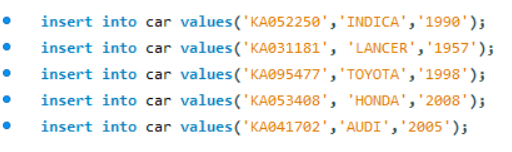 insert into car values('KA052250','INDICA','1990');
insert into car values('KA031181', 'LANCER','1957');
insert into car values('KA095477','TOYOTA','1998');
insert into car values('KA053408', 'HONDA','2008');
insert into car values('KA041702','AUDI','2005');